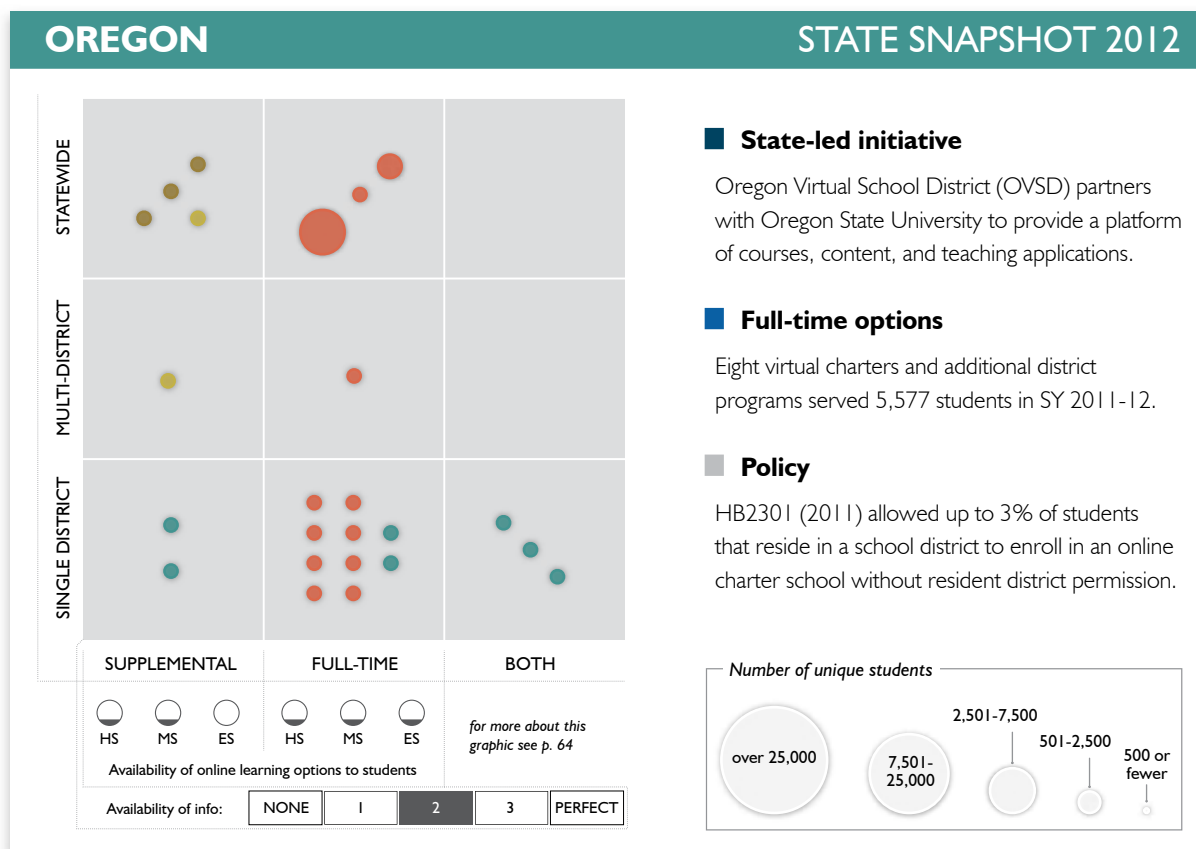 OREGON
STATE SNAPSHOT 2012
STATEWIDE
MULTI-DISTRICT
SINGLE DISTRICT
SUPPLEMENTAL
FULL-TIME
BOTH
HS
MS
ES
HS
MS
ES
for more about this
graphic see p. 64
Availability of online learning options to students
Availability of info:
NONE
1
2
3
PERFECT
State-led initiative
Oregon Virtual School District (OVSD) partners
with Oregon State University to provide a platform
of courses, content, and teaching applications.
Full-time options
Eight virtual charters and additional district
programs served 5,577 students in SY 2011-12.
Policy
HB2301 (2011) allowed up to 3% of students
that reside in a school district to enroll in an online
charter school without resident district permission.
Number of unique students
over 25,000
7,501-
25,000
2,501-7,500
501-2,500
500 or
fewer